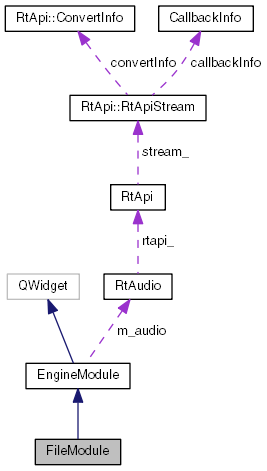 RtApi::ConvertInfo
CallbackInfo
convertInfo
callbackInfo
RtApi::RtApiStream
stream_
RtApi
rtapi_
QWidget
RtAudio
m_audio
EngineModule
FileModule